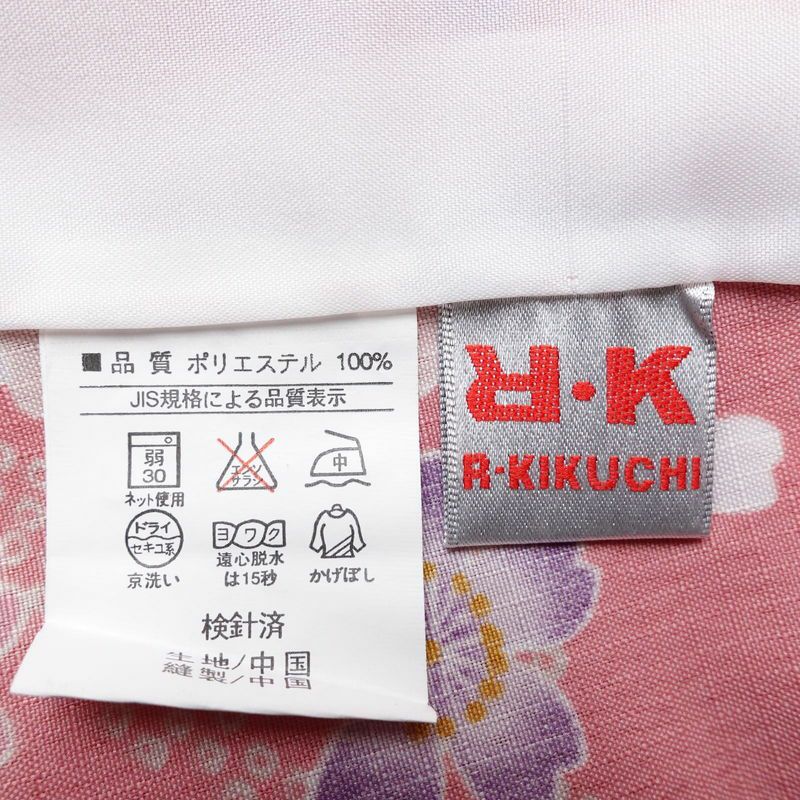 ■品 質 ポリエステル 100%
JIS規格による品質表示
弱
30
ネット使用
エンソ
サラシ
中
ドライ
セキユ系
京洗い
ヨワク
遠心脱水
は15秒
かげぼし
検針済
生地/中国
縫製/中国
R·K
R·KIKUCHI